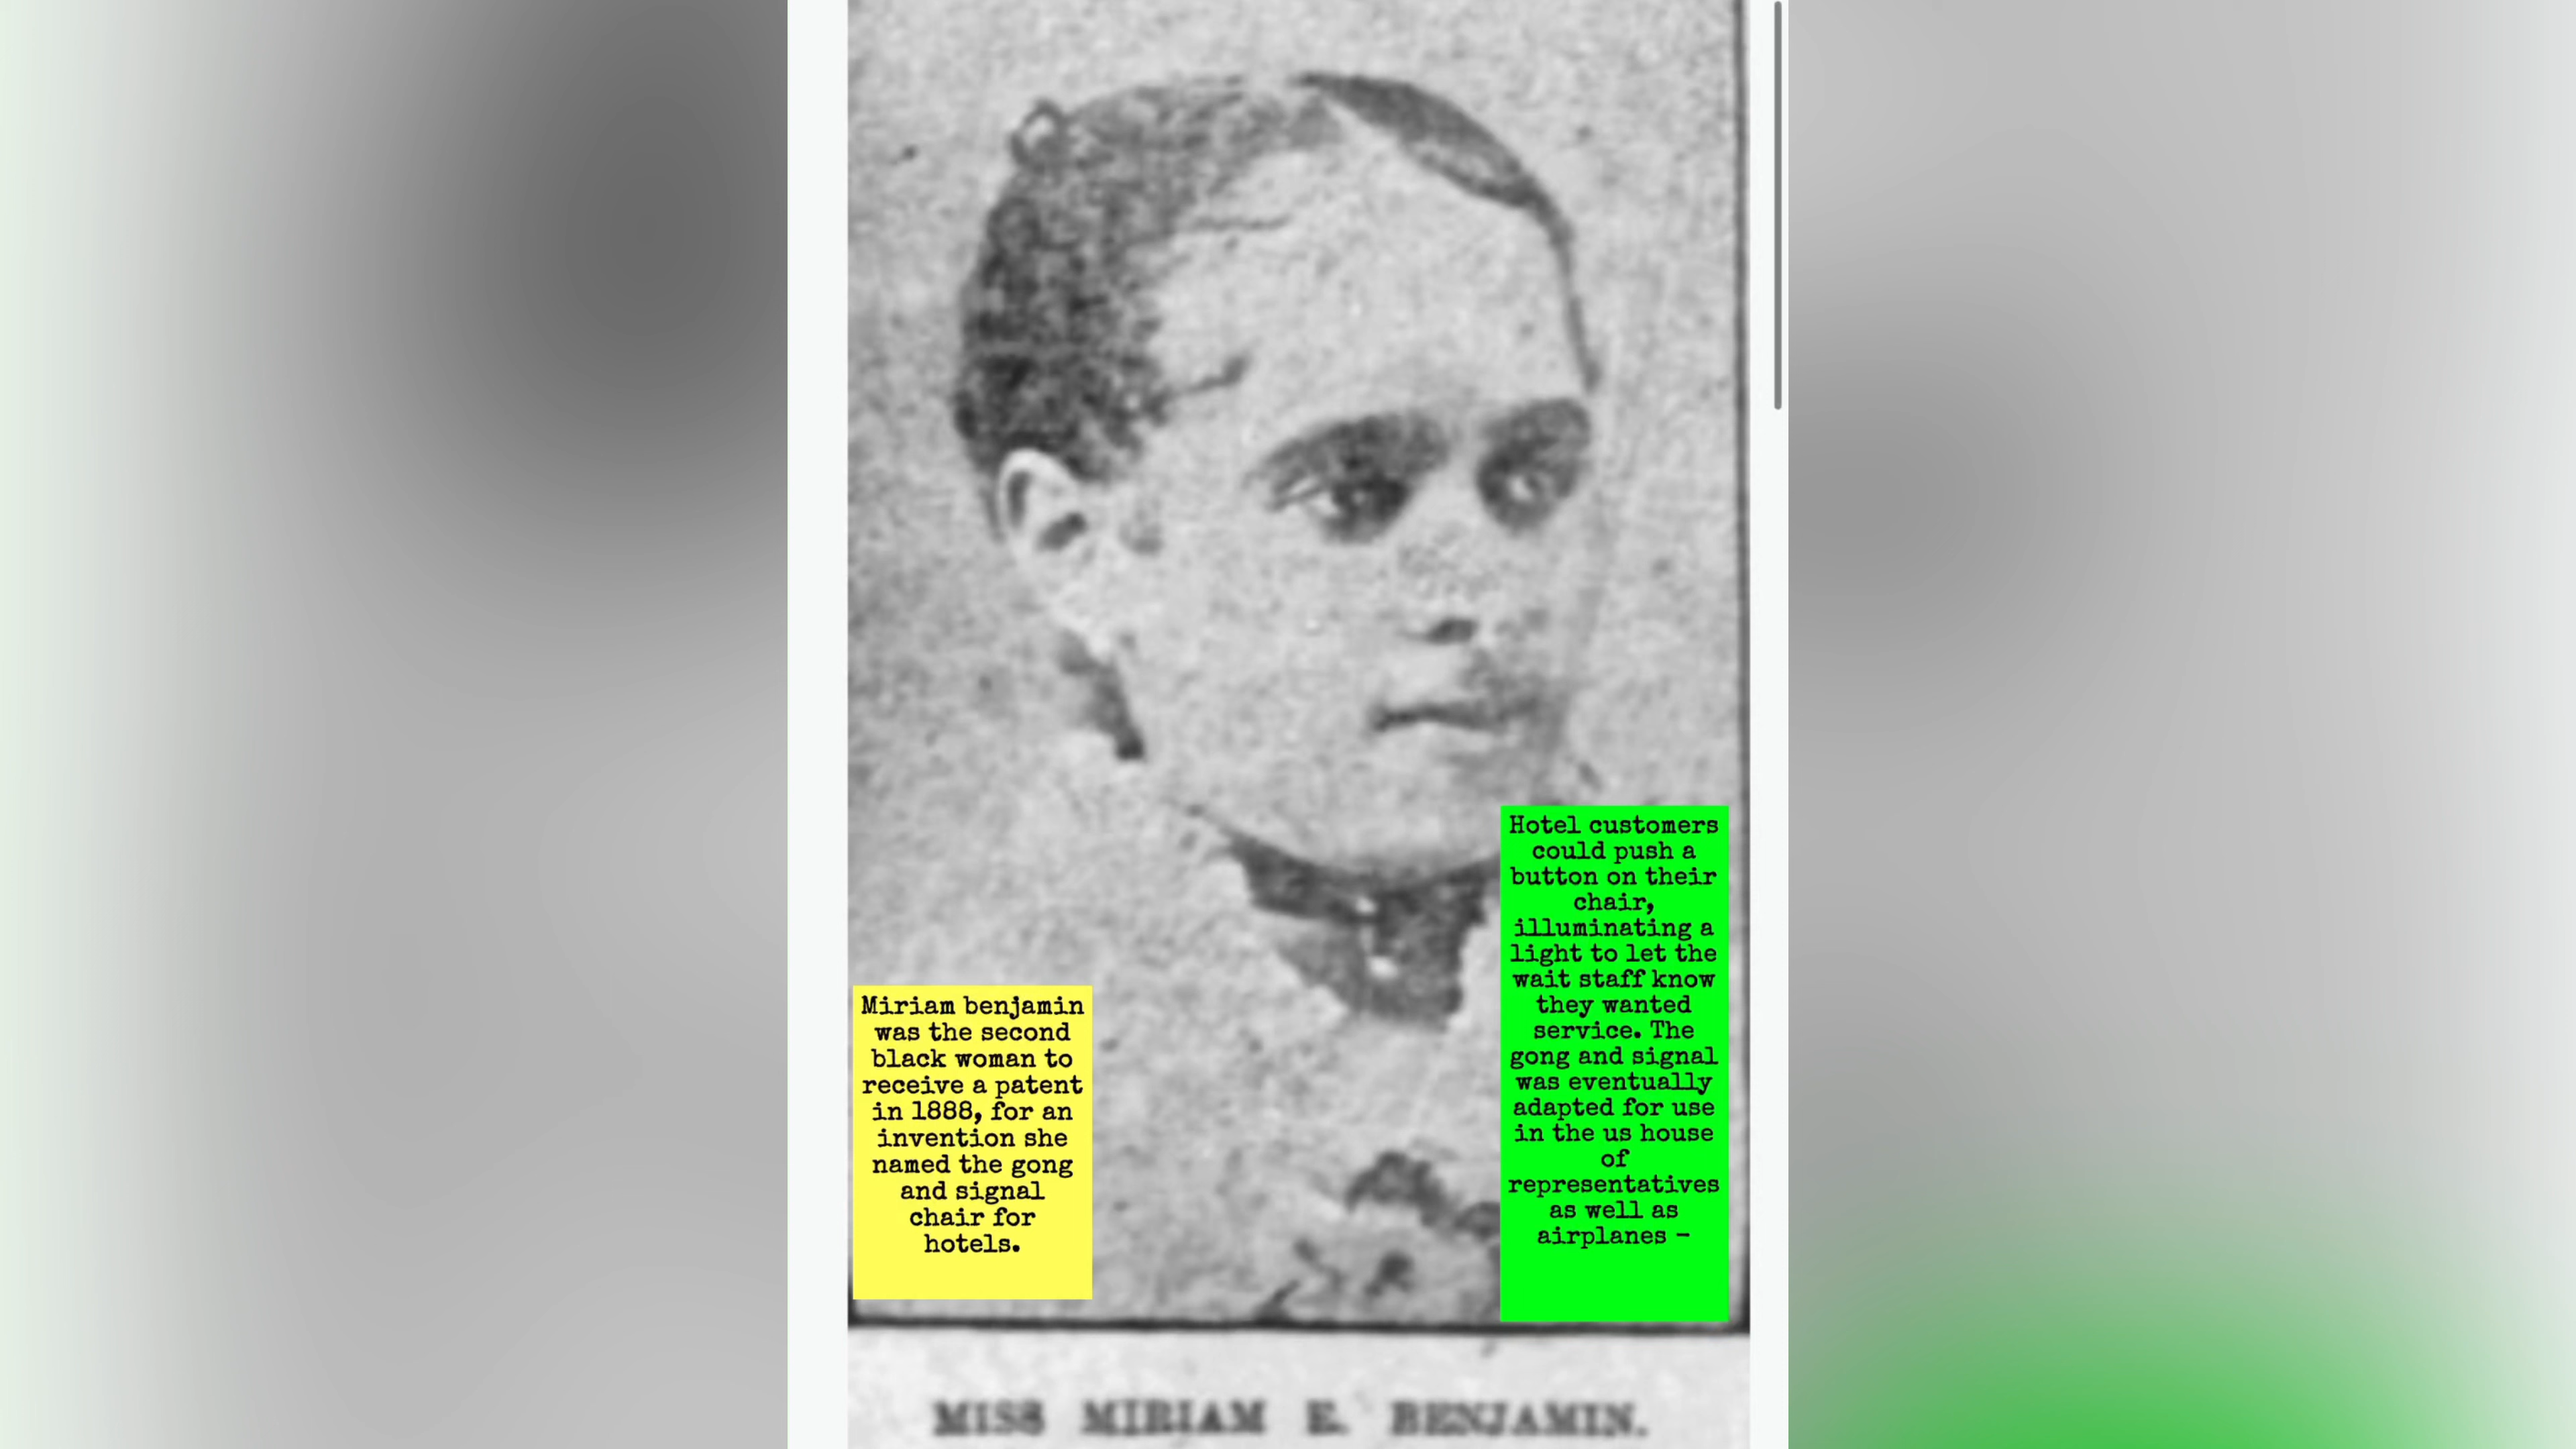 Miriam benjamin
was the second
black woman to
receive a patent
in 1888, for an
invention she
named the gong
and signal
chair for
hotels.
Hotel customers
could push a
button on their
chair,
illuminating a
light to let the
wait staff know
they wanted
service. The
gong and signal
was eventually
adapted for use
in the us house
of
representatives
as well as
airplanes -
MISS MIRIAM E. BENJAMIN.